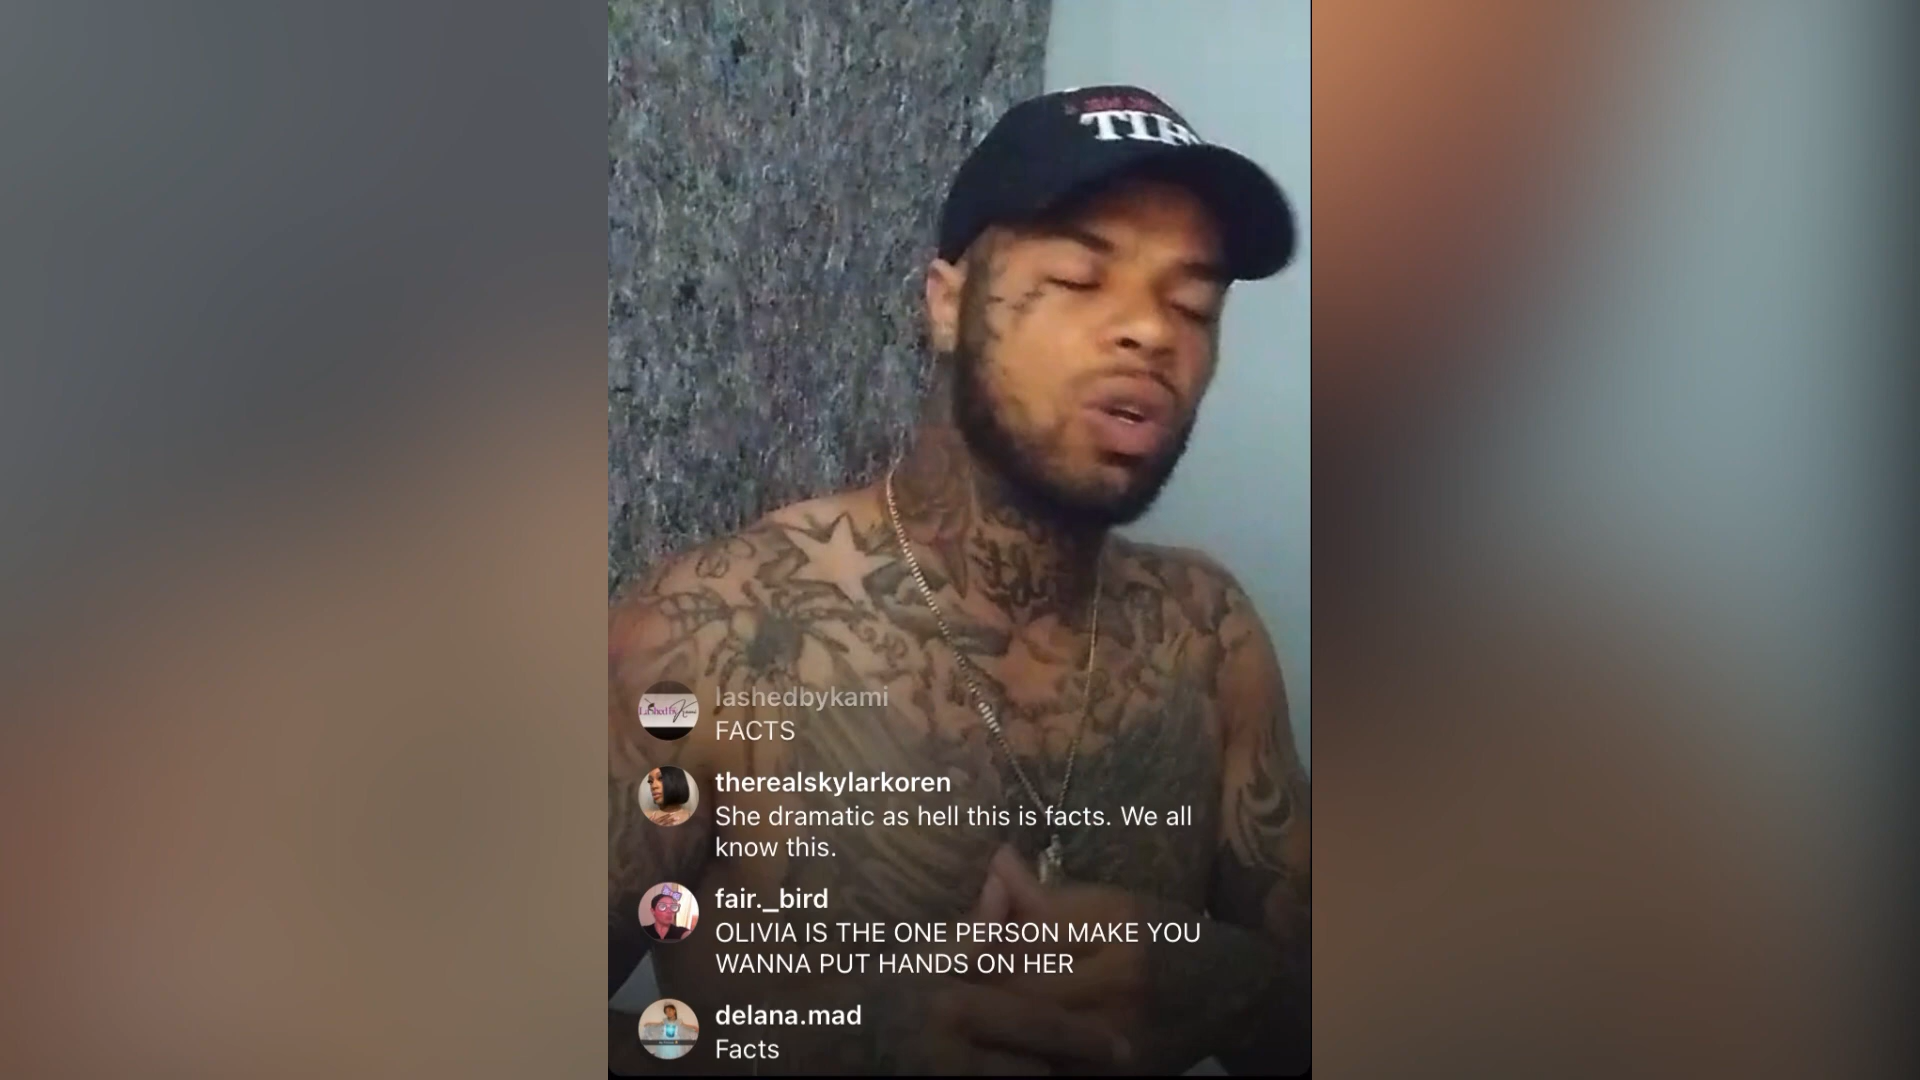 TIR
lashedbykami
FACTS
therealskylarkoren
She dramatic as hell this is facts. We all
know this.
fair._bird
OLIVIA IS THE ONE PERSON MAKE YOU
WANNA PUT HANDS ON HER
delana.mad
Facts